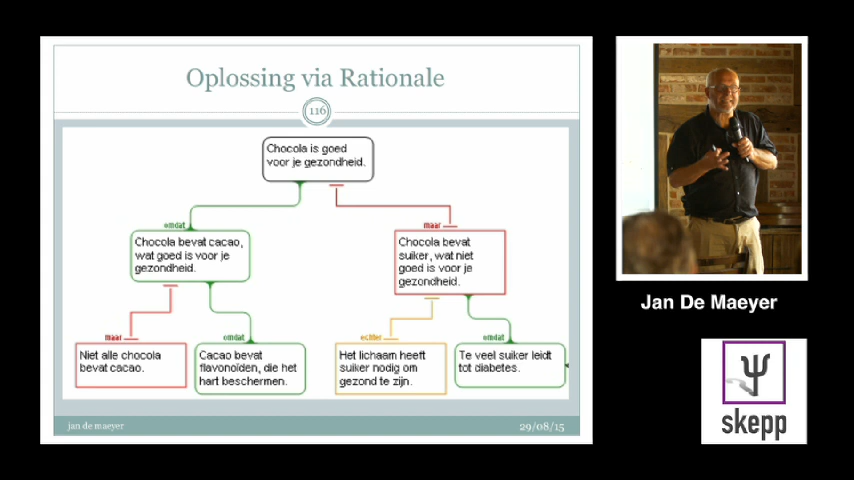 Oplossing via Rationale
116
Chocola is goed
voor je gezondheid.
omdat
Chocola bevat cacao,
wat goed is voor je
gezondheid.
maar
Chocola bevat
suiker, wat niet
goed is voor je
gezondheid.
maar
Niet alle chocola
bevat cacao.
omdat
Cacao bevat
flavonoïden, die het
hart beschermen.
echter
Het lichaam heeft
suiker nodig om
gezond te zijn.
omdat
Te veel suiker leidt
tot diabetes.
jan de maeyer
29/08/15
Jan De Maeyer
skepp